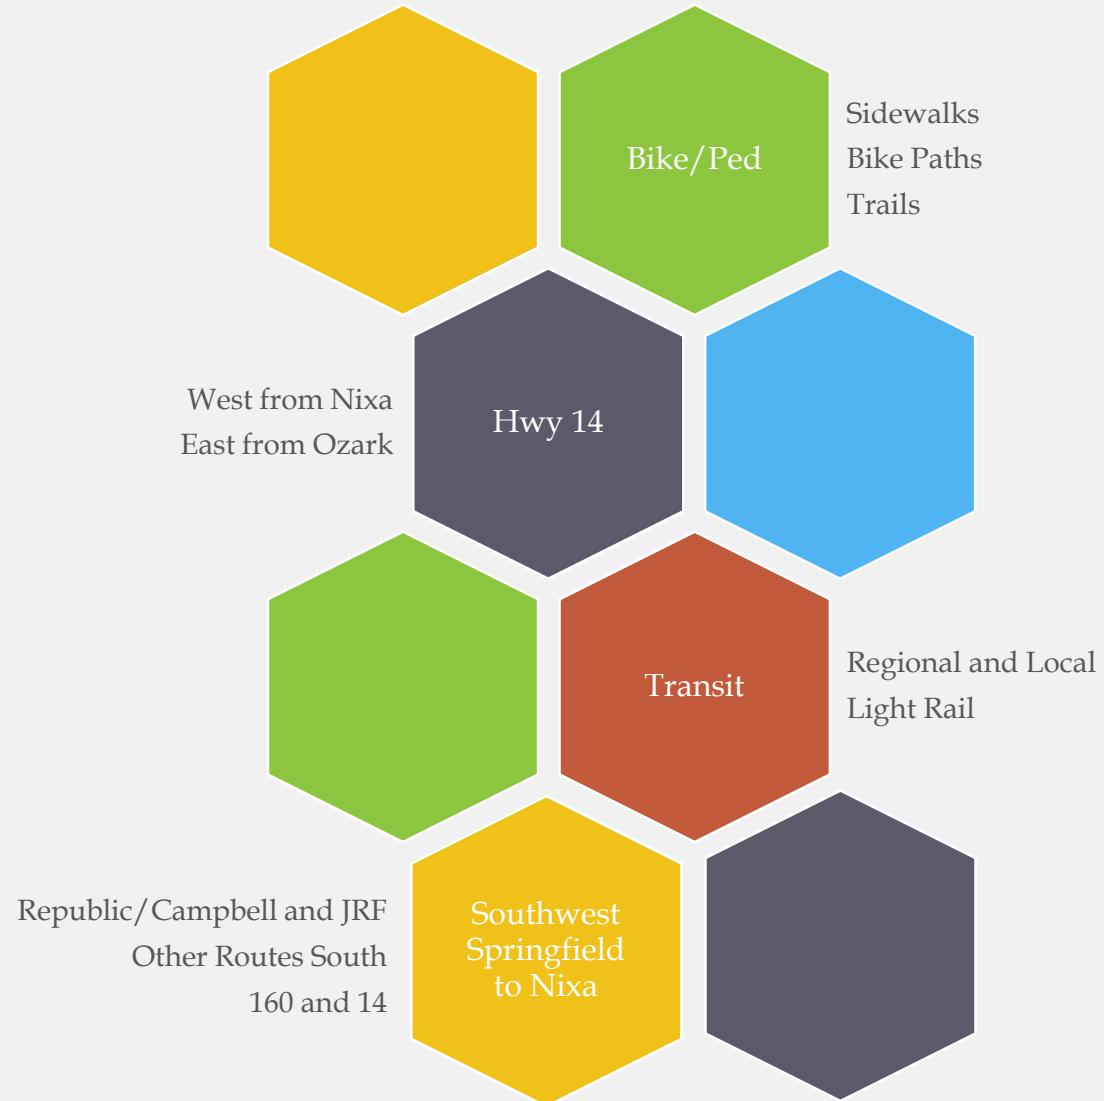 Bike/Ped
Sidewalks
Bike Paths
Trails
West from Nixa
East from Ozark
Hwy 14
Transit
Regional and Local
Light Rail
Republic/Campbell and JRF
Other Routes South
160 and 14
Southwest
Springfield
to Nixa